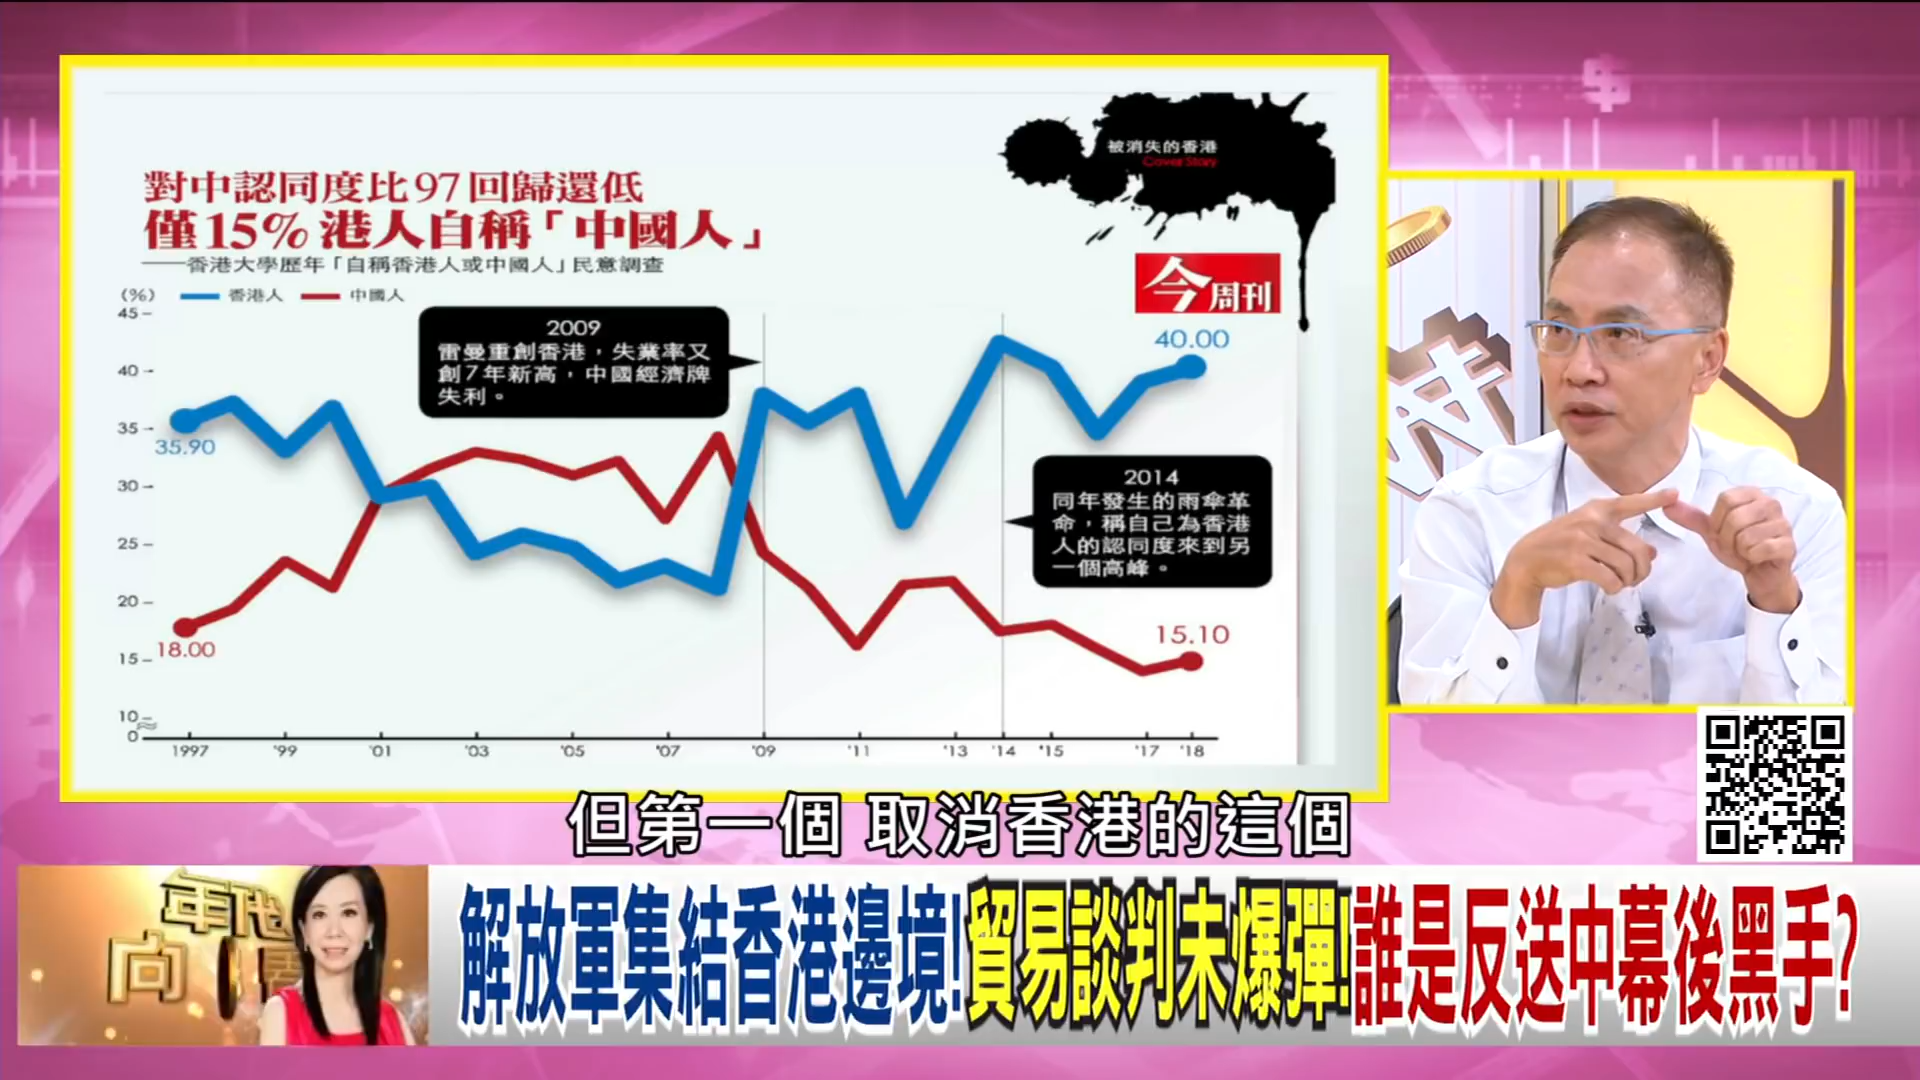 被消失的香港
Cover Story
對中認同度比97回歸還低
僅15%港人自稱「中國人」
──香港大學歷年「自稱香港人或中國人」民意調查
今周刊
(%) 香港人 中國人
45
40
35
30
25
20
15
10
0
2009
雷曼重創香港，失業率又
創7年新高，中國經濟牌
失利。
40.00
35.90
2014
同年發生的雨傘革
命，稱自己為香港
人的認同度來到另
一個高峰。
18.00
15.10
1997 '99 '01 '03 '05 '07 '09 '11 '13 '14 '15 '17 '18
但第一個 取消香港的這個
年代
向錢看
解放軍集結香港邊境!貿易談判未爆彈!誰是反送中幕後黑手?